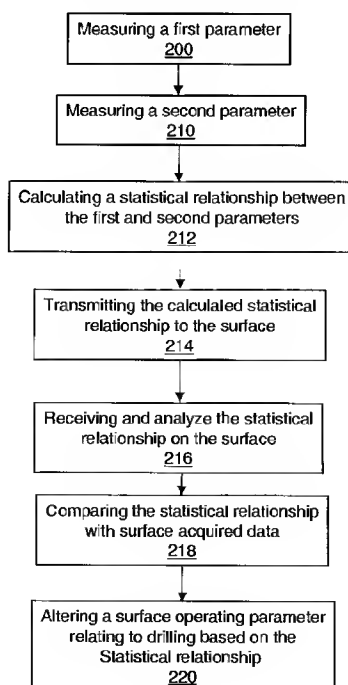 Measuring a first parameter
200
Measuring a second parameter
210
Calculating a statistical relationship between
the first and second parameters
212
Transmitting the calculated statistical
relationship to the surface
214
Receiving and analyze the statistical
relationship on the surface
216
Comparing the statistical relationship
with surface acquired data
218
Altering a surface operating parameter
relating to drilling based on the
Statistical relationship
220